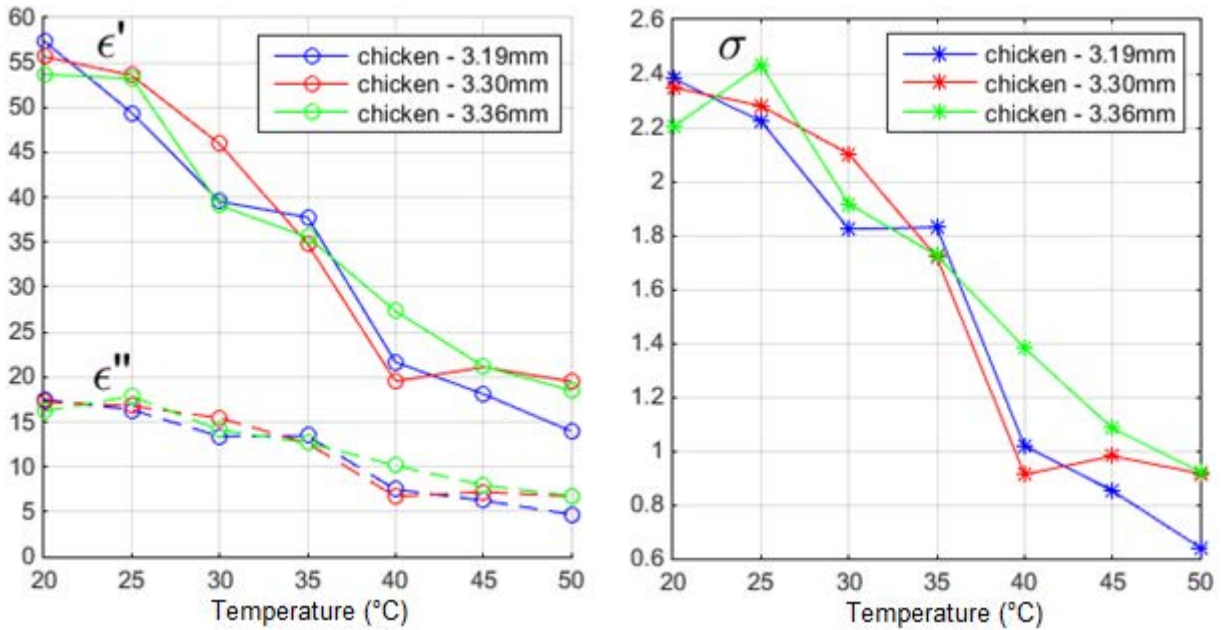 60
55
50
45
40
35
30
25
20
15
10
5
0
ϵ'
ϵ"
chicken - 3.19mm
chicken - 3.30mm
chicken - 3.36mm
20 25 30 35 40 45 50
Temperature (°C)
2.6
2.4
2.2
2
1.8
1.6
1.4
1.2
1
0.8
0.6
σ
chicken - 3.19mm
chicken - 3.30mm
chicken - 3.36mm
20 25 30 35 40 45 50
Temperature (°C)